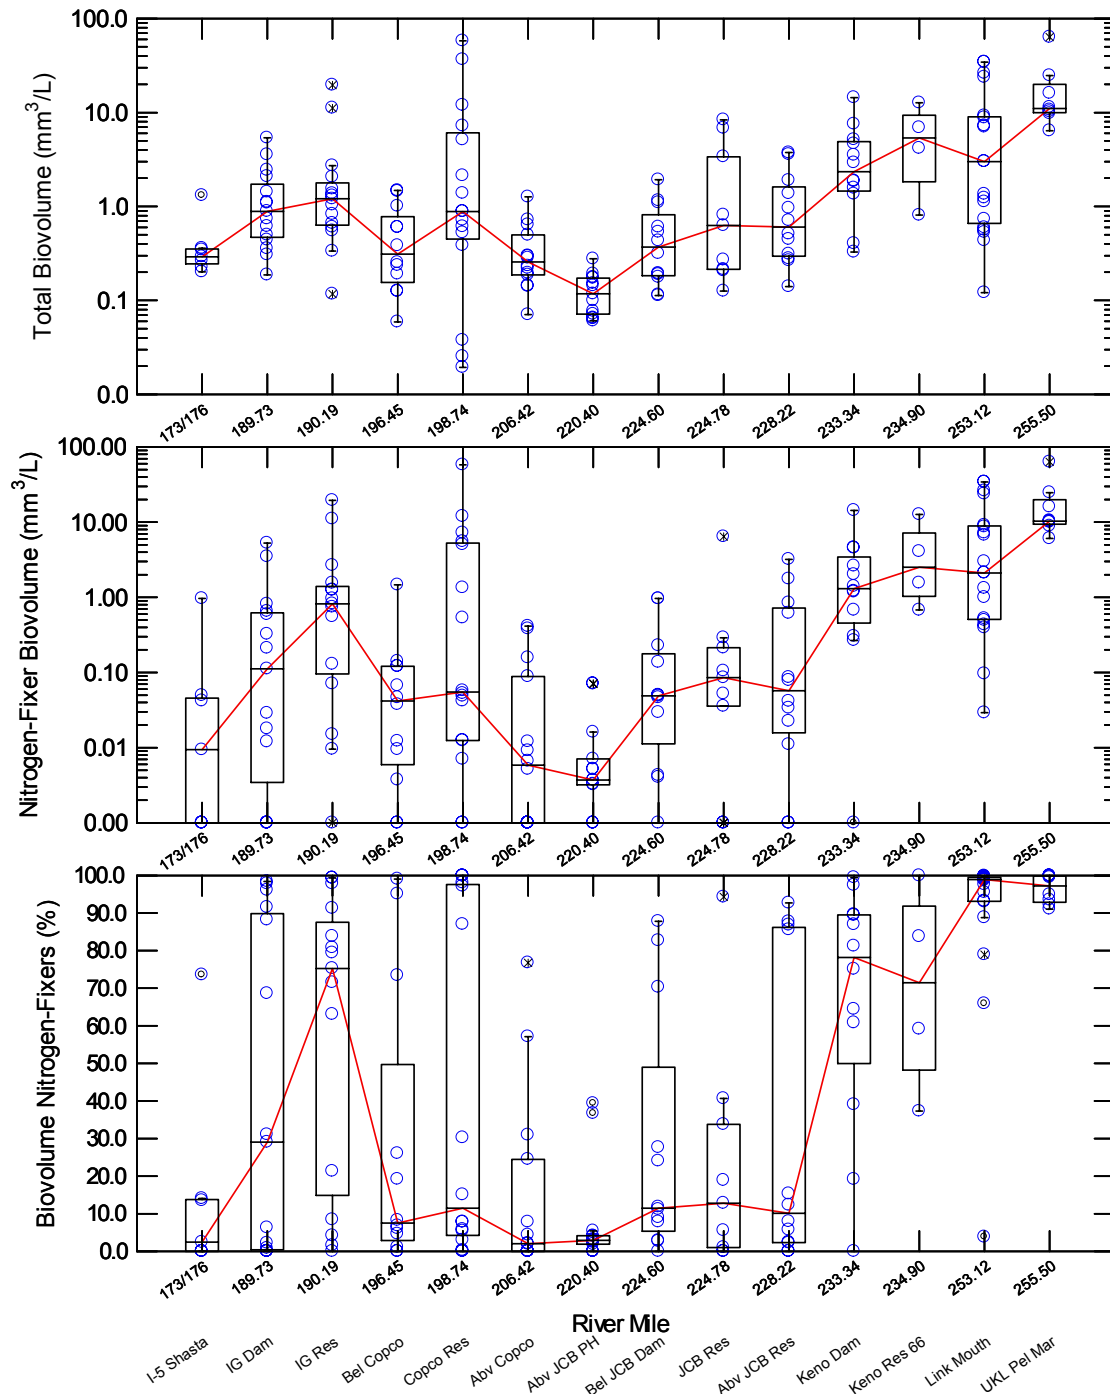 100.0
10.0
1.0
0.1
0.0
Total Biovolume (mm³/L)
173/176 189.73 190.19 196.45 198.74 206.42 220.40 224.60 224.78 228.22 233.34 234.90 253.12 255.50
100.00
10.00
1.00
0.10
0.01
0.00
Nitrogen-Fixer Biovolume (mm³/L)
173/176 189.73 190.19 196.45 198.74 206.42 220.40 224.60 224.78 228.22 233.34 234.90 253.12 255.50
100.0
90.0
80.0
70.0
60.0
50.0
40.0
30.0
20.0
10.0
0.0
Biovolume Nitrogen-Fixers (%)
173/176 189.73 190.19 196.45 198.74 206.42 220.40 224.60 224.78 228.22 233.34 234.90 253.12 255.50
River Mile
I-5 Shasta IG Dam IG Res Bel Copco Copco Res Abv Copco Abv JCB PH Bel JCB Dam JCB Res Abv JCB Res Keno Dam Keno Res 66 Link Mouth UKL Pel Mar